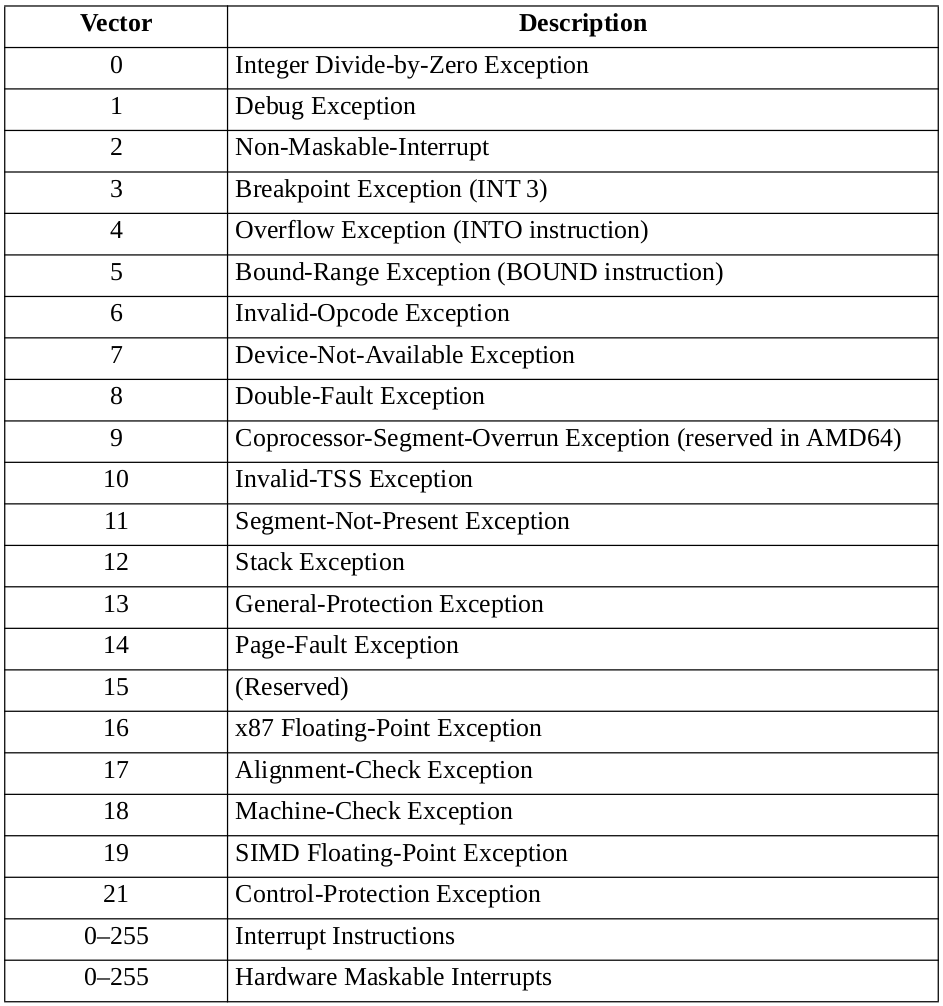 Vector Description
0 Integer Divide-by-Zero Exception
1 Debug Exception
2 Non-Maskable-Interrupt
3 Breakpoint Exception (INT 3)
4 Overflow Exception (INTO instruction)
5 Bound-Range Exception (BOUND instruction)
6 Invalid-Opcode Exception
7 Device-Not-Available Exception
8 Double-Fault Exception
9 Coprocessor-Segment-Overrun Exception (reserved in AMD64)
10 Invalid-TSS Exception
11 Segment-Not-Present Exception
12 Stack Exception
13 General-Protection Exception
14 Page-Fault Exception
15 (Reserved)
16 x87 Floating-Point Exception
17 Alignment-Check Exception
18 Machine-Check Exception
19 SIMD Floating-Point Exception
21 Control-Protection Exception
0–255 Interrupt Instructions
0–255 Hardware Maskable Interrupts